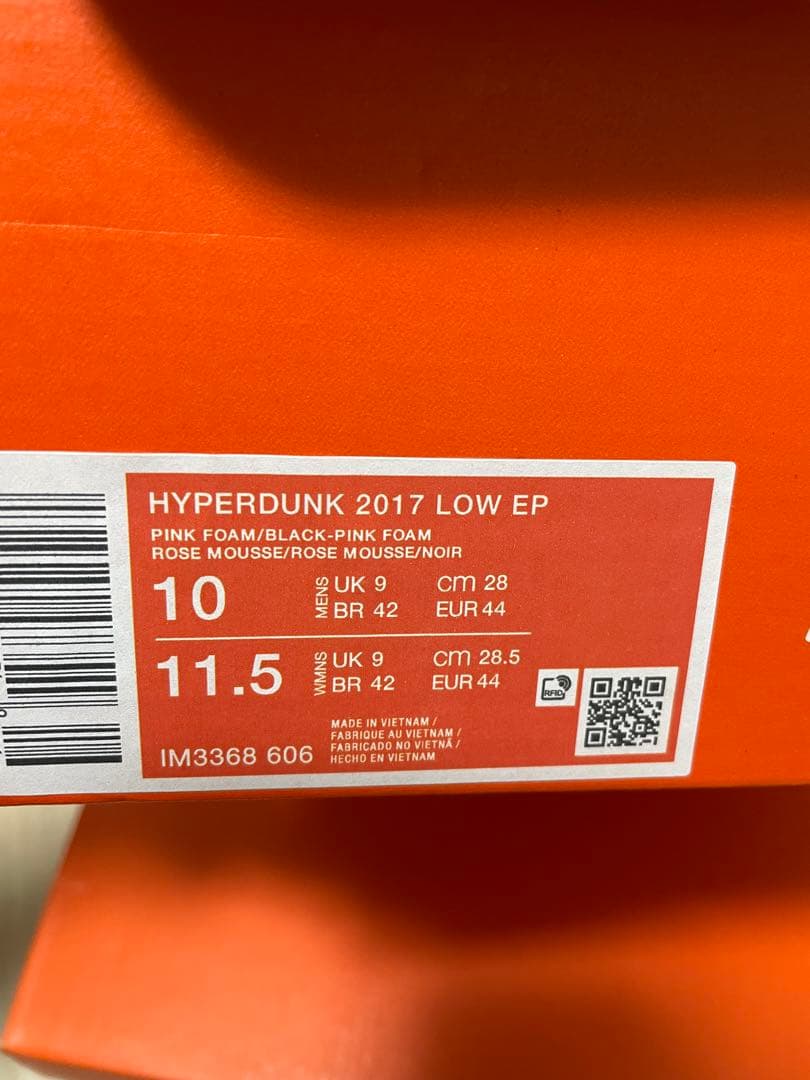 HYPERDUNK 2017 LOW EP
PINK FOAM/BLACK-PINK FOAM
ROSE MOUSSE/ROSE MOUSSE/NOIR
10 MENS UK 9 cm 28
BR 42 EUR 44
11.5 WMNS UK 9 cm 28.5
BR 42 EUR 44
RFID
MADE IN VIETNAM /
FABRIQUE AU VIETNAM /
FABRICADO NO VIETNÃ /
HECHO EN VIETNAM
IM3368 606